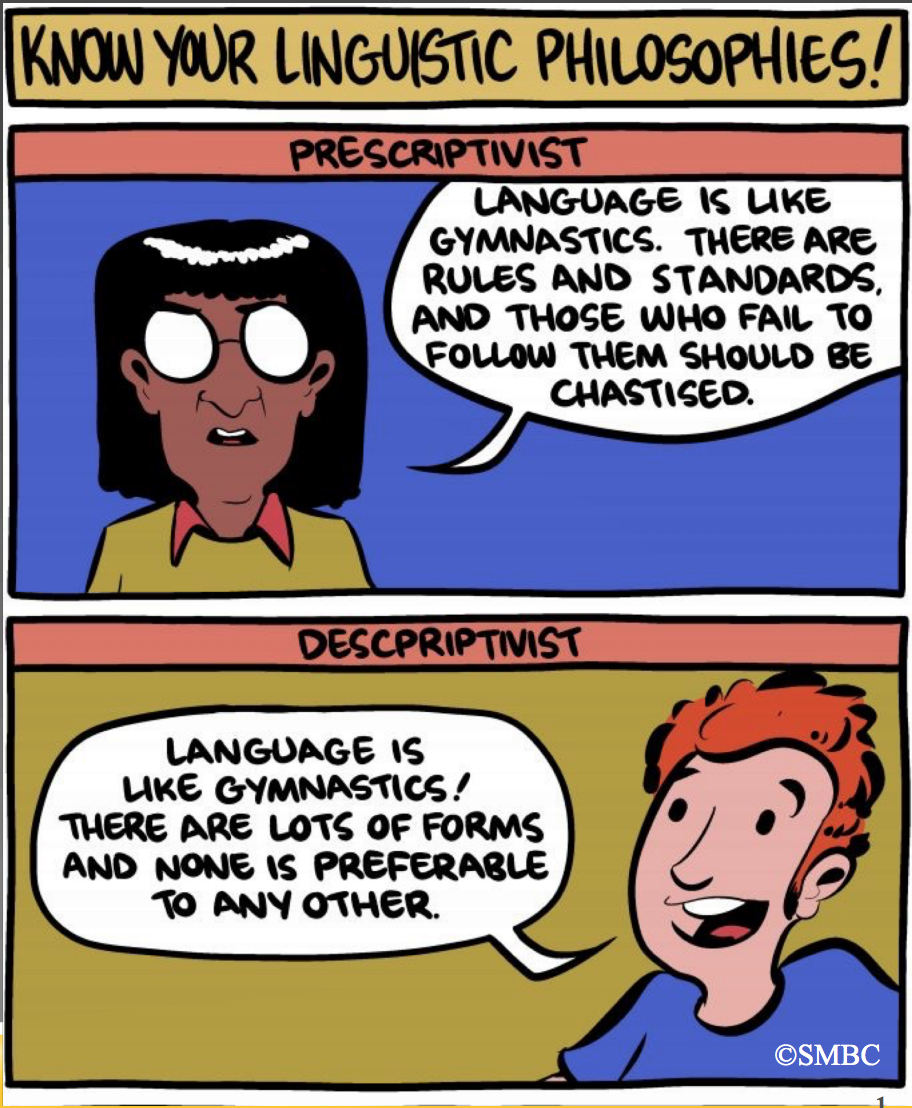 KNOW YOUR LINGUISTIC PHILOSOPHIES!
PRESCRIPTIVIST
LANGUAGE IS LIKE
GYMNASTICS. THERE ARE
RULES AND STANDARDS,
AND THOSE WHO FAIL TO
FOLLOW THEM SHOULD BE
CHASTISED.
DESCPRIPTIVIST
LANGUAGE IS
LIKE GYMNASTICS!
THERE ARE LOTS OF FORMS
AND NONE IS PREFERABLE
TO ANY OTHER.
©SMBC
1